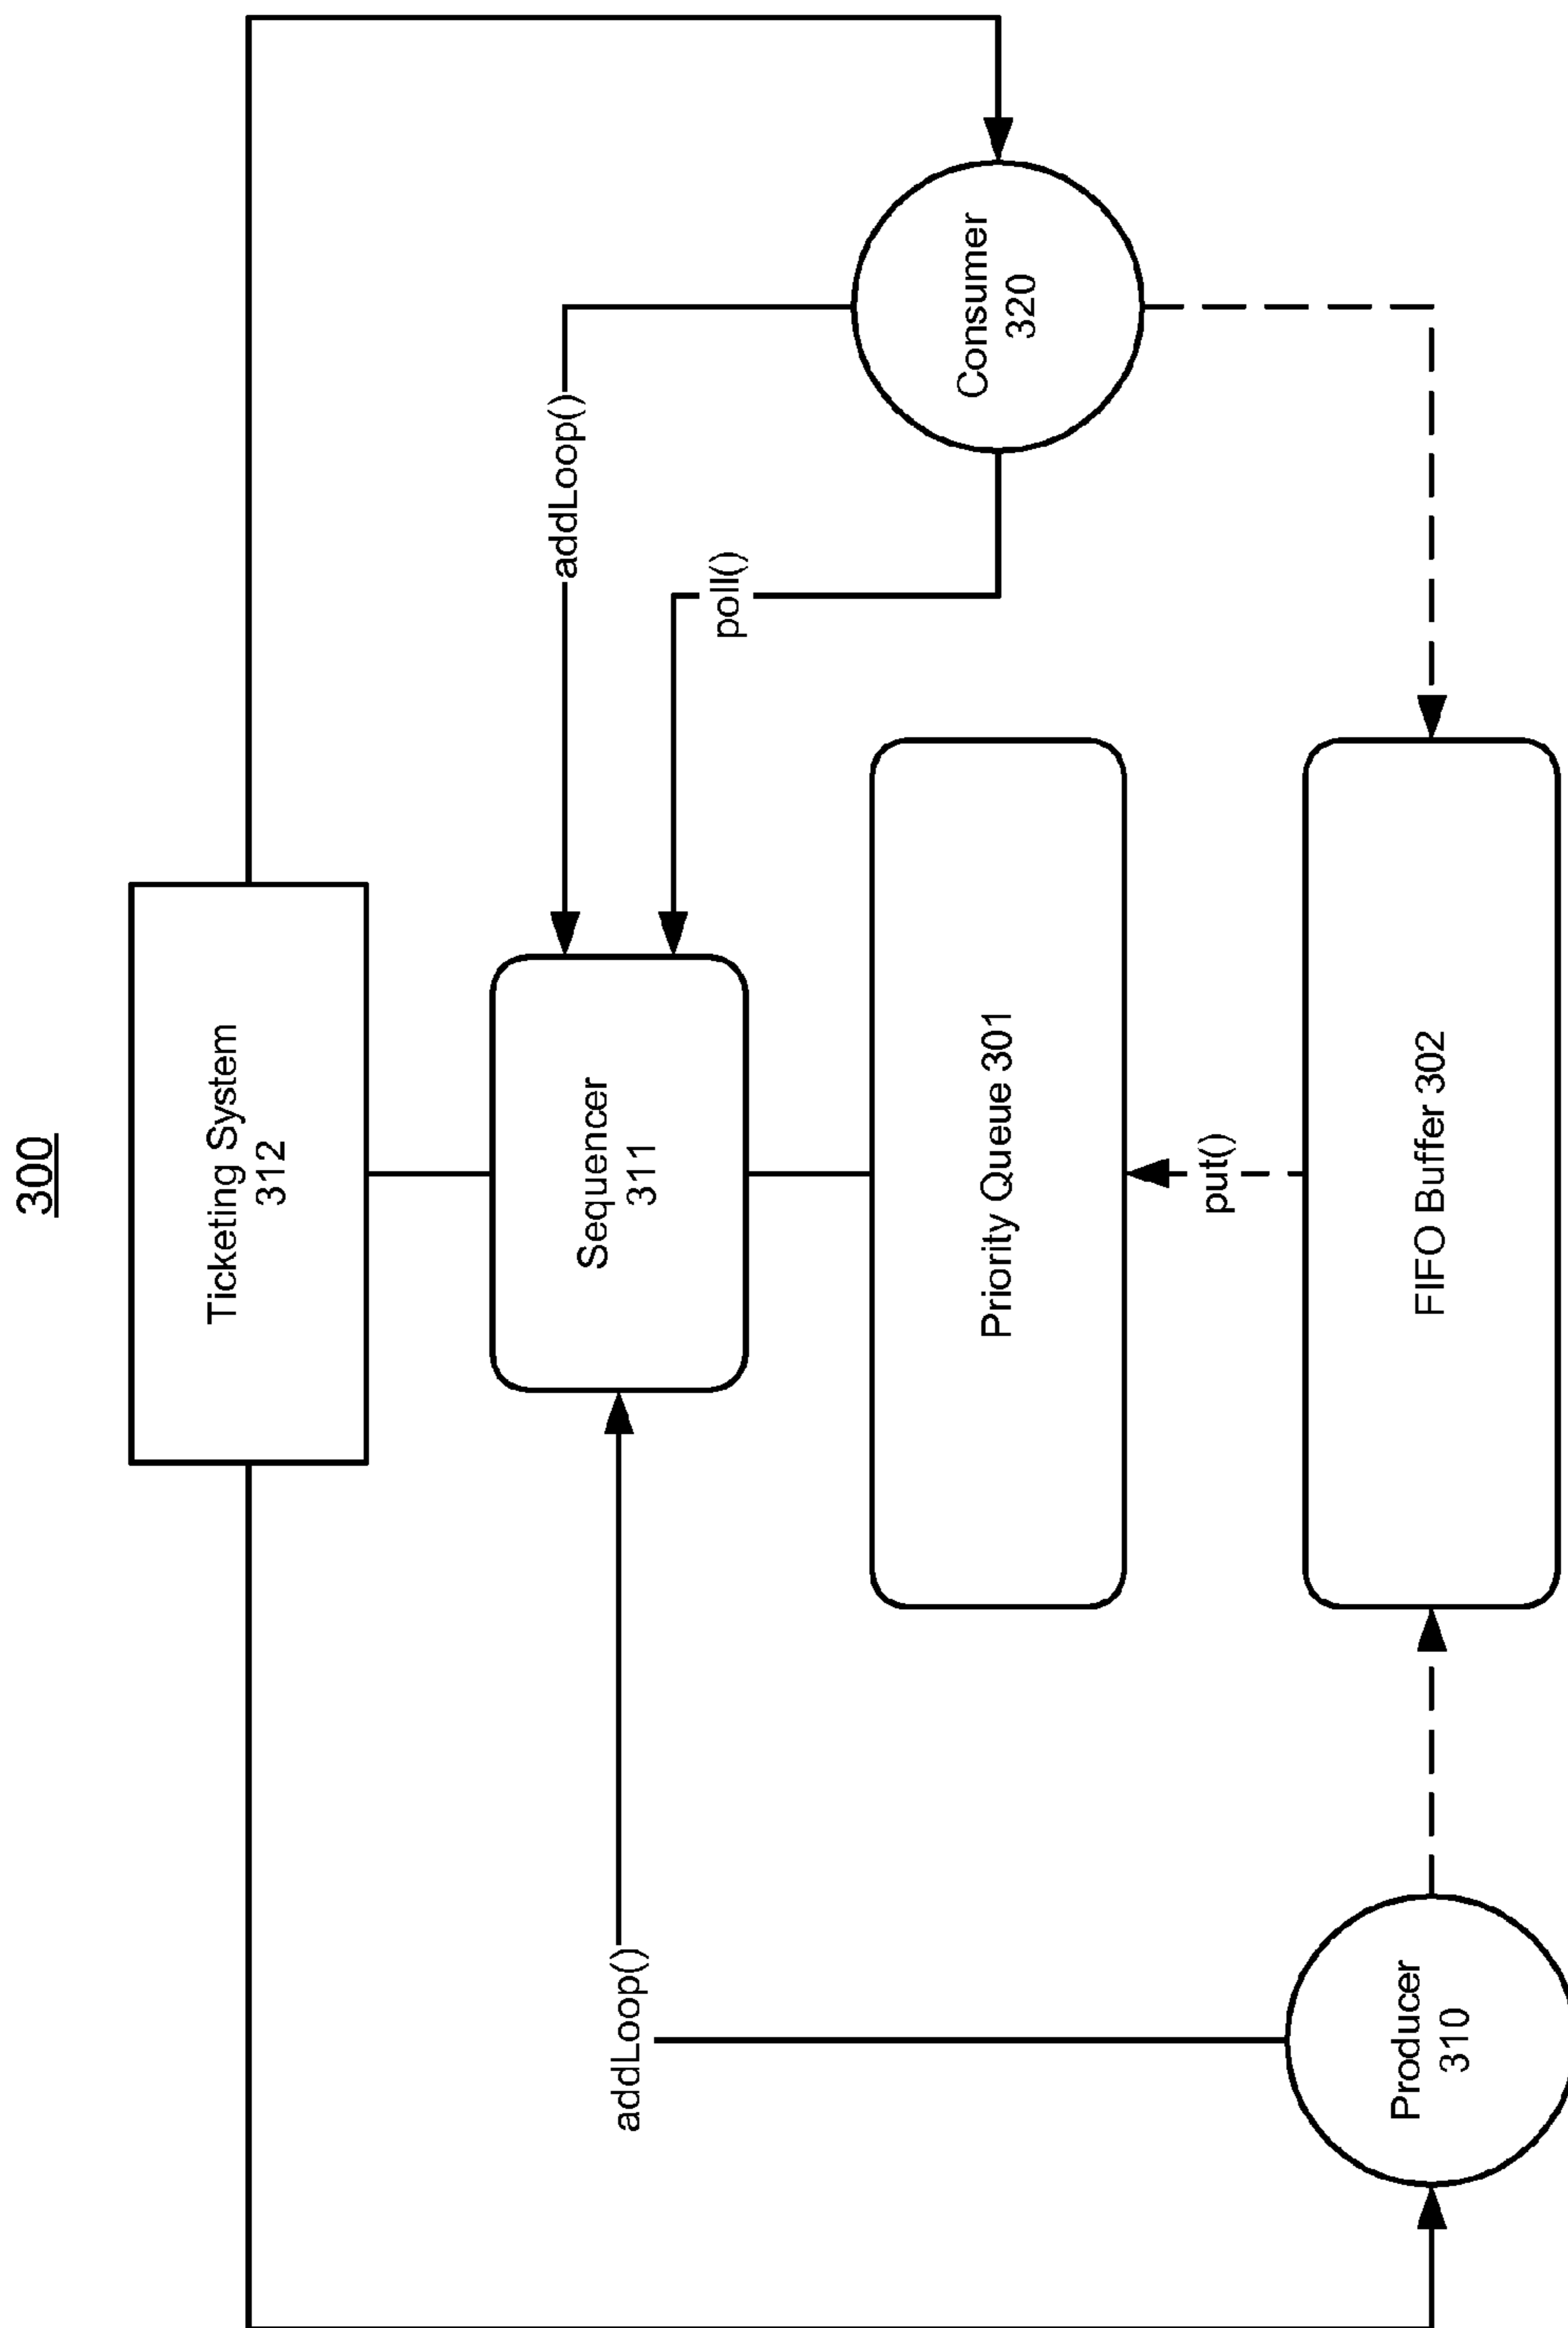 300
Ticketing System
312
addLoop()
Sequencer
311
addLoop()
poll()
Consumer
320
Priority Queue 301
put()
Producer
310
FIFO Buffer 302